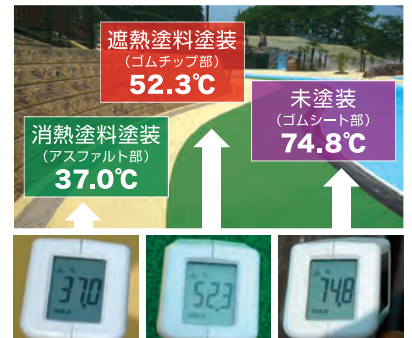 遮熱塗料塗装
（ゴムチップ部）
52.3℃
未塗装
（ゴムシート部）
74.8℃
消熱塗料塗装
（アスファルト部）
37.0℃
37.0
52.3
74.8